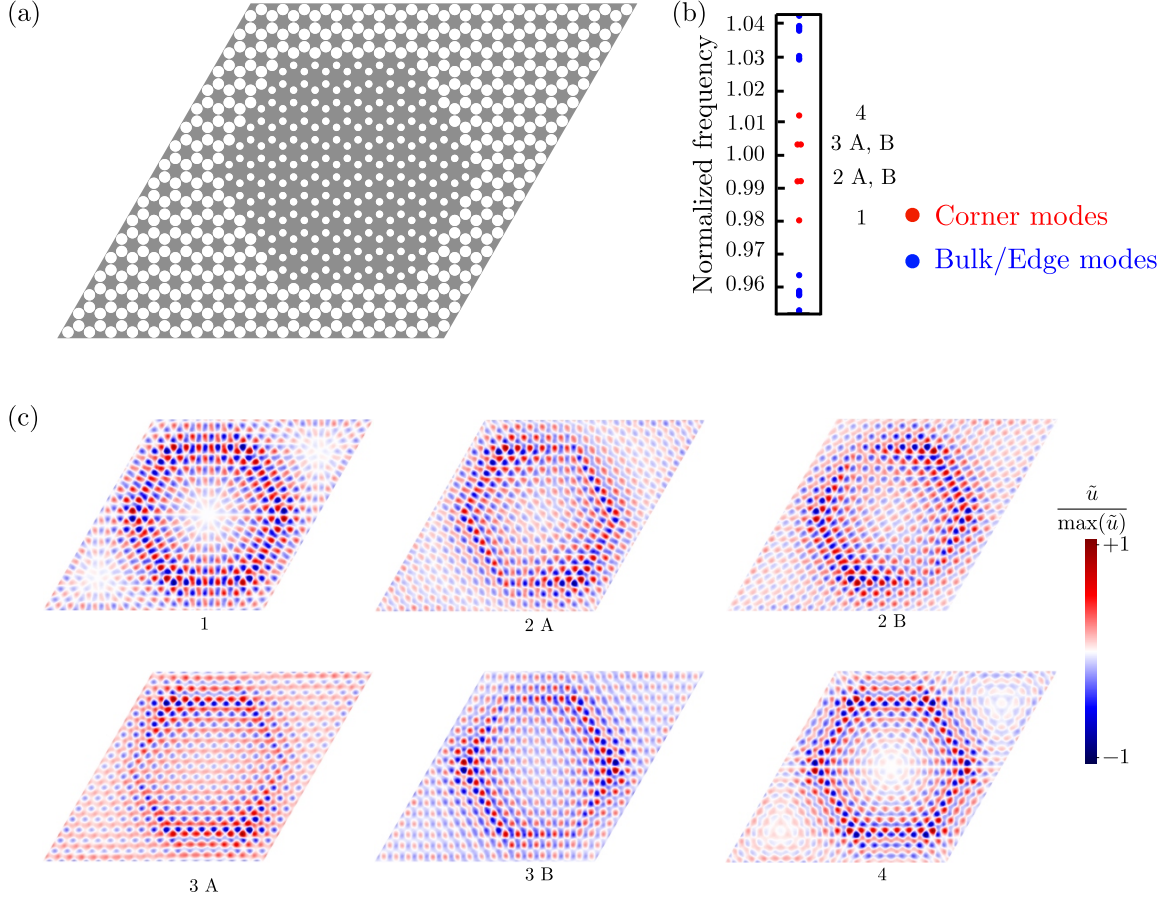 (a)
(b)
Normalized frequency
1.04
1.03
1.02
1.01
1.00
0.99
0.98
0.97
0.96
4
3 A, B
2 A, B
1
Corner modes
Bulk/Edge modes
(c)
1
2 A
2 B
3 A
3 B
4
ũ
max(ũ)
+1
−1